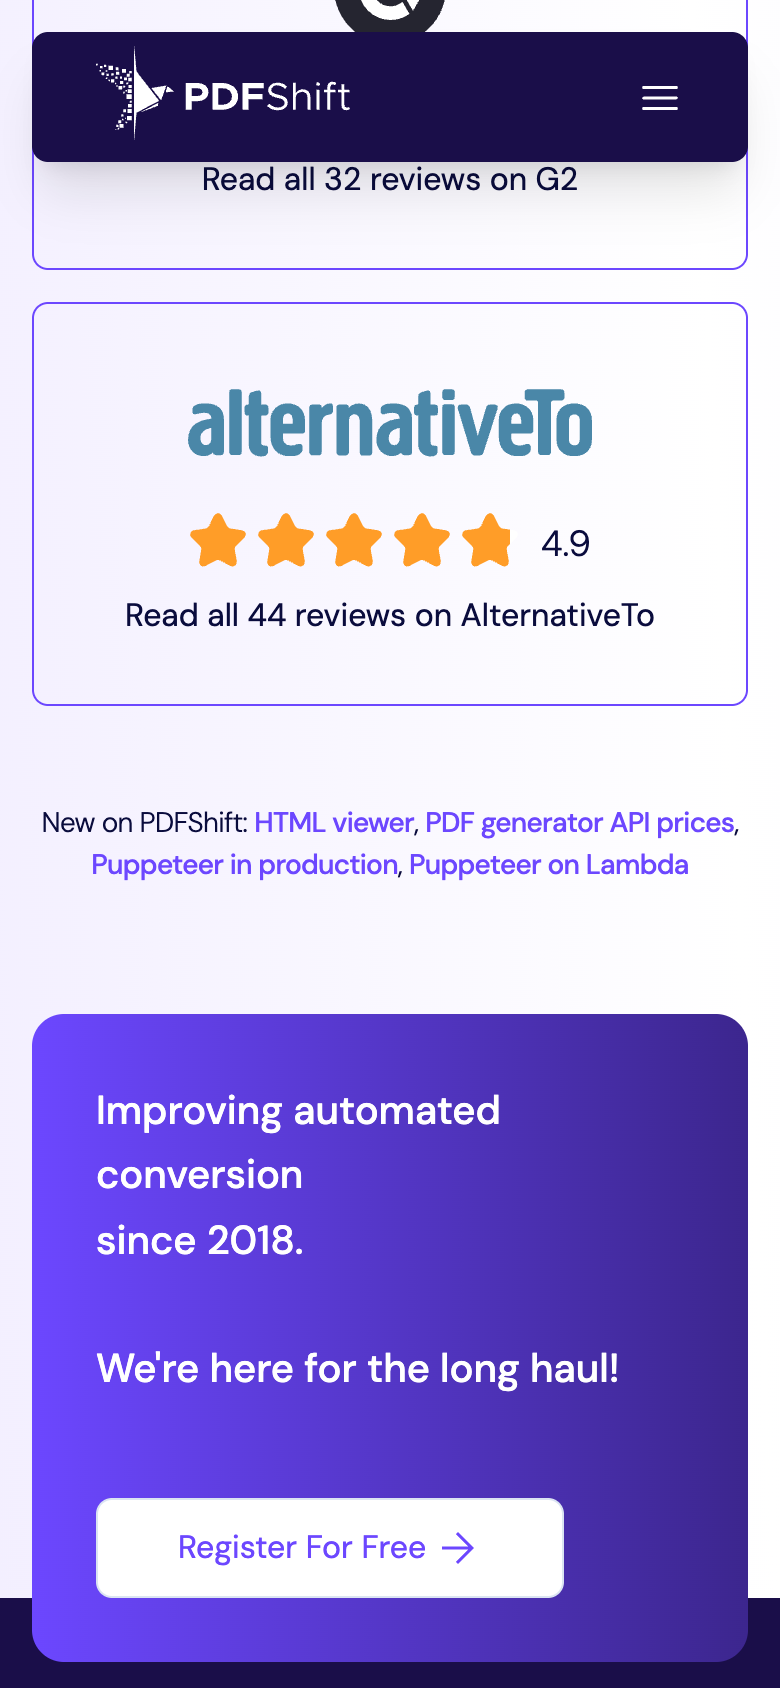 PDFShift
Read all 32 reviews on G2
alternativeTo
4.9
Read all 44 reviews on AlternativeTo
New on PDFShift: HTML viewer, PDF generator API prices,
Puppeteer in production, Puppeteer on Lambda
Improving automated
conversion
since 2018.
We're here for the long haul!
Register For Free